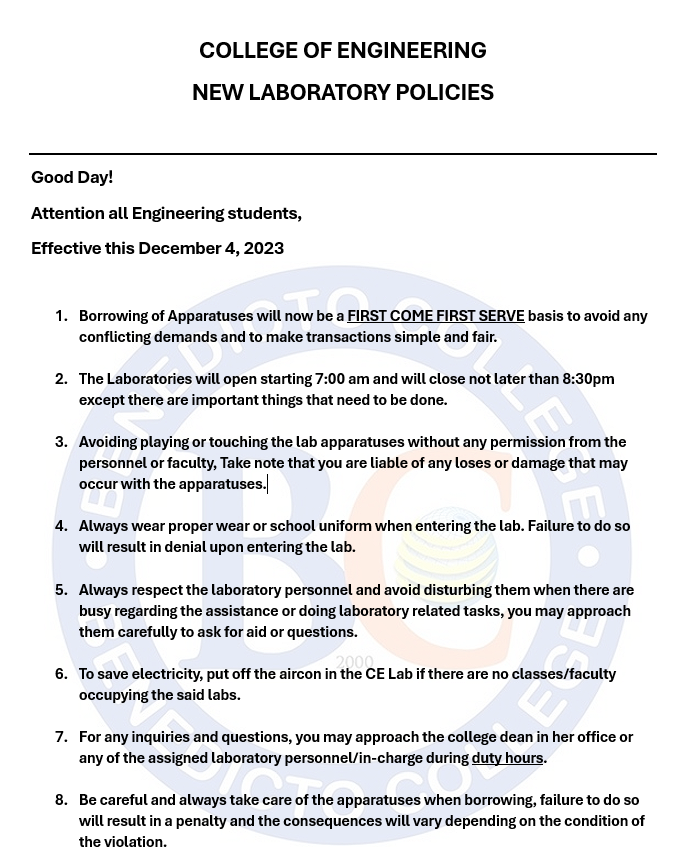 COLLEGE OF ENGINEERING
NEW LABORATORY POLICIES
Good Day!
Attention all Engineering students,
Effective this December 4, 2023
1. Borrowing of Apparatuses will now be a FIRST COME FIRST SERVE basis to avoid any
conflicting demands and to make transactions simple and fair.
2. The Laboratories will open starting 7:00 am and will close not later than 8:30pm
except there are important things that need to be done.
3. Avoiding playing or touching the lab apparatuses without any permission from the
personnel or faculty, Take note that you are liable of any loses or damage that may
occur with the apparatuses.
4. Always wear proper wear or school uniform when entering the lab. Failure to do so
will result in denial upon entering the lab.
5. Always respect the laboratory personnel and avoid disturbing them when there are
busy regarding the assistance or doing laboratory related tasks, you may approach
them carefully to ask for aid or questions.
6. To save electricity, put off the aircon in the CE Lab if there are no classes/faculty
occupying the said labs.
7. For any inquiries and questions, you may approach the college dean in her office or
any of the assigned laboratory personnel/in-charge during duty hours.
8. Be careful and always take care of the apparatuses when borrowing, failure to do so
will result in a penalty and the consequences will vary depending on the condition of
the violation.
BENEDICTO COLLEGE
BC
2000
BENEDICTO COLLEGE